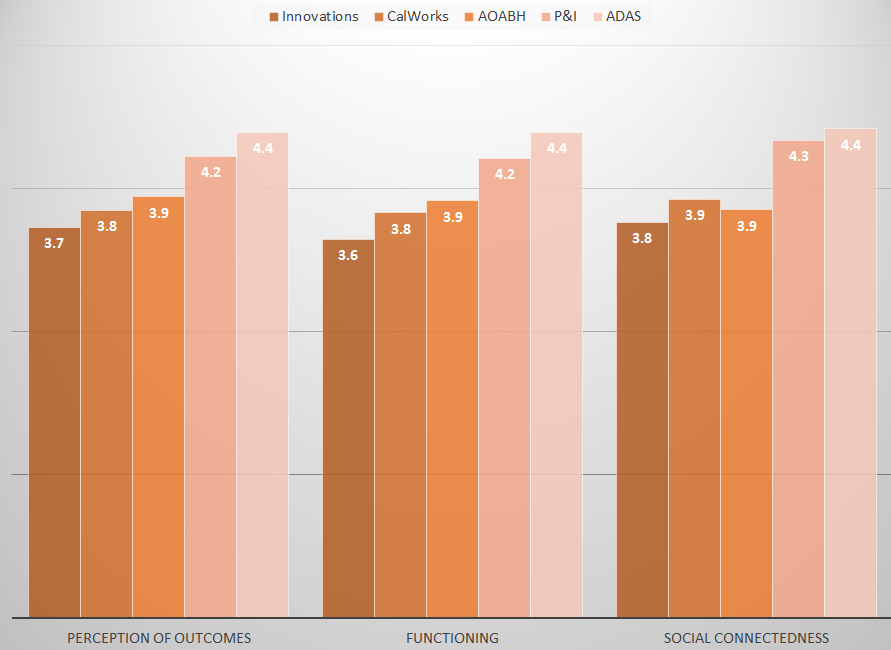 Innovations CalWorks AOABH P&I ADAS
3.7 3.8 3.9 4.2 4.4
3.6 3.8 3.9 4.2 4.4
3.8 3.9 3.9 4.3 4.4
PERCEPTION OF OUTCOMES FUNCTIONING SOCIAL CONNECTEDNESS